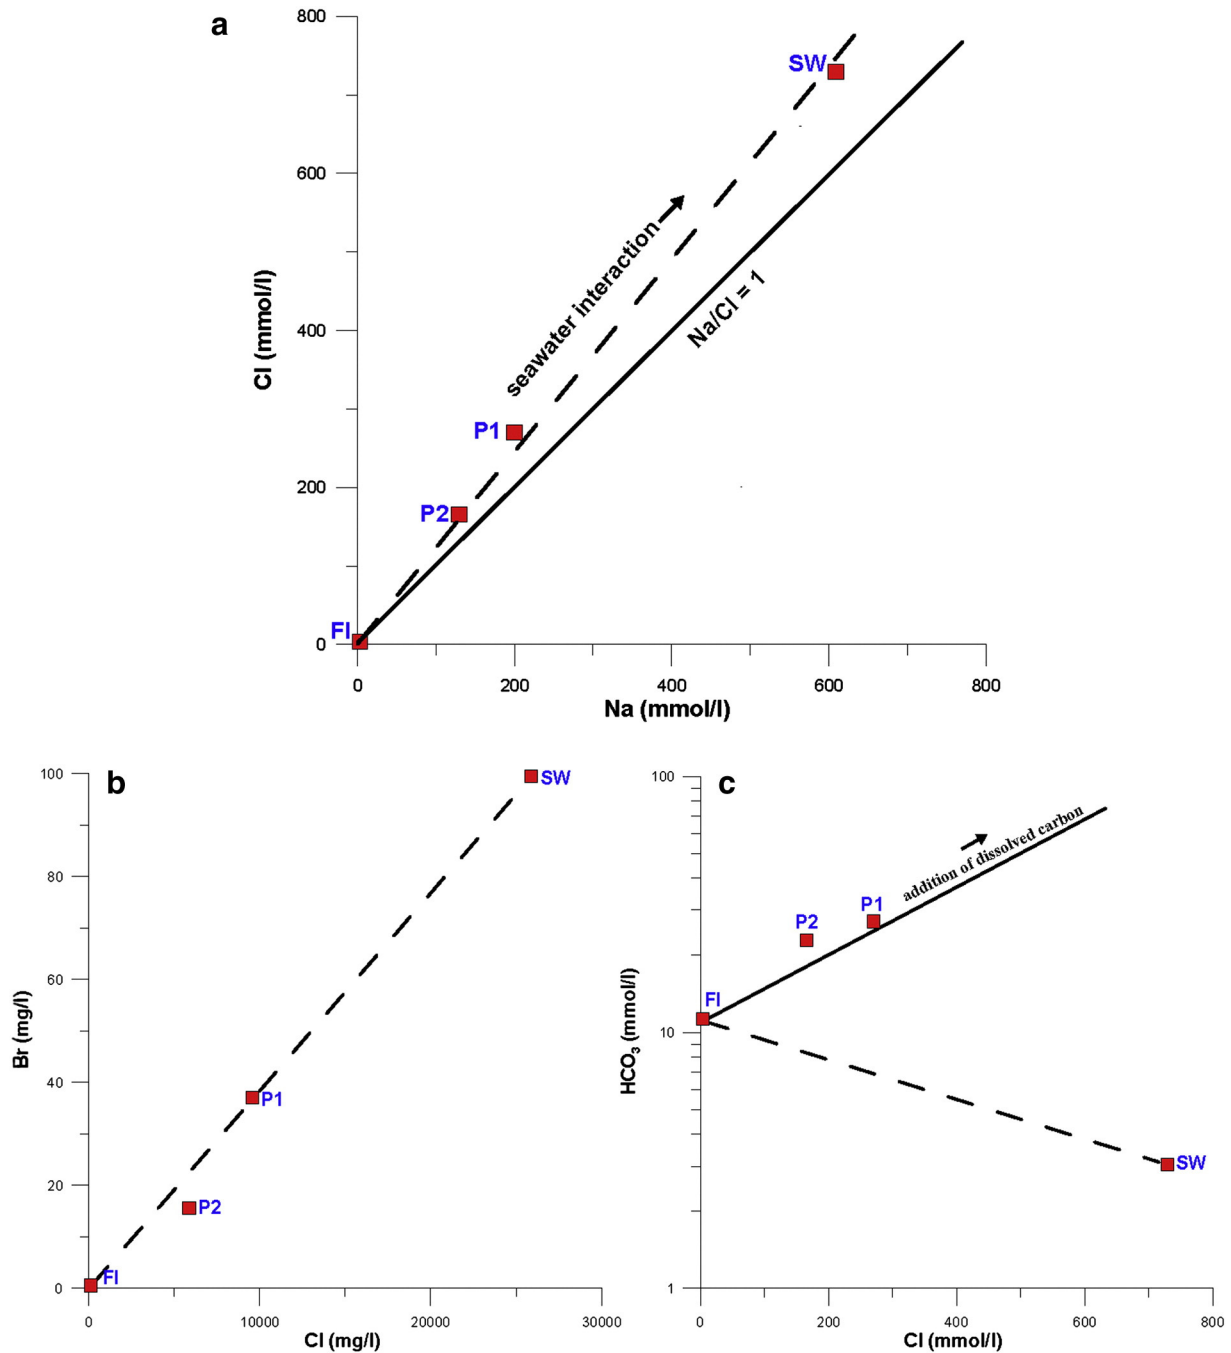 a
800
SW
600
seawater interaction
Cl (mmol/l)
Na/Cl = 1
400
P1
200
P2
FI
0
0 200 400 600 800
Na (mmol/l)
b
100
SW
80
60
Br (mg/l)
40
P1
20
P2
FI
0
0 10000 20000 30000
Cl (mg/l)
c
100
addition of dissolved carbon
P1
P2
FI
HCO3 (mmol/l)
10
SW
1
0 200 400 600 800
Cl (mmol/l)